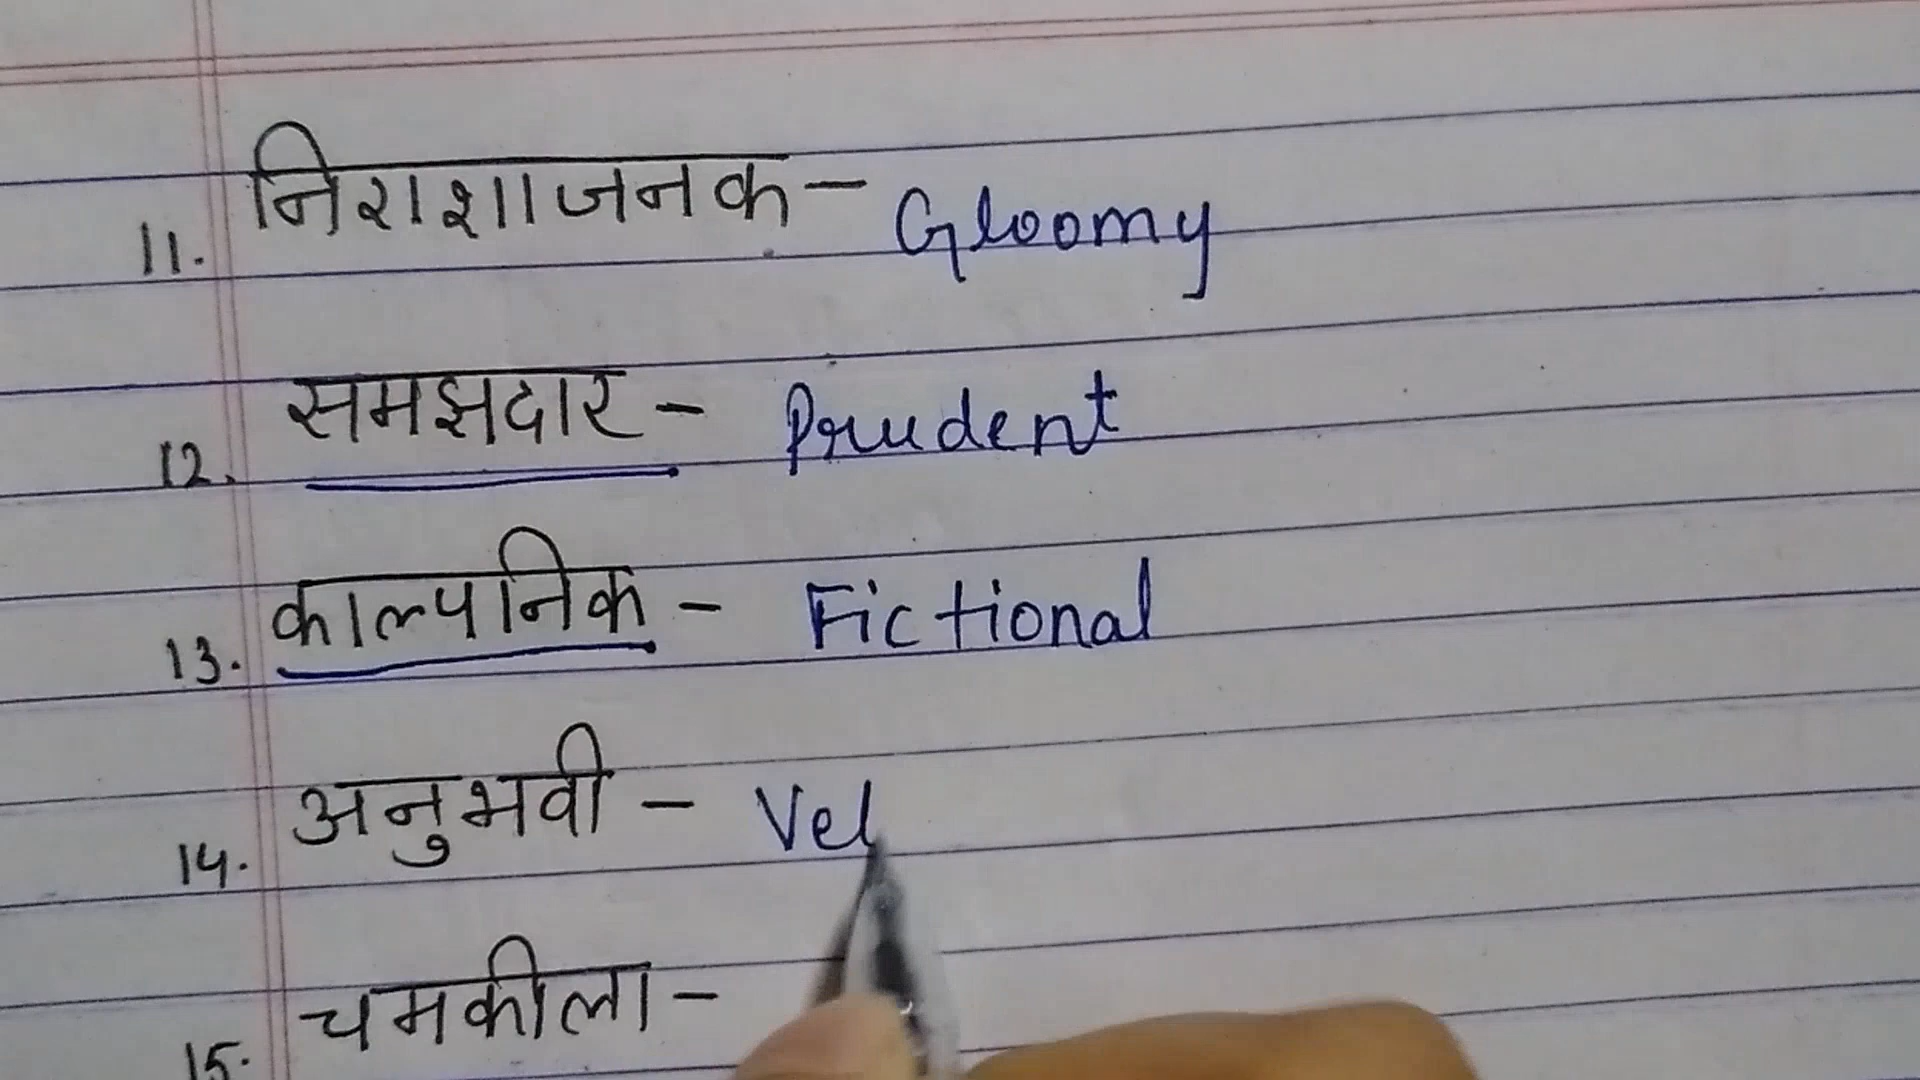 11. निराशाजनक – Gloomy
12. समझदार – Prudent
13. काल्पनिक – Fictional
14. अनुभवी – Vel
15. चमकीला –